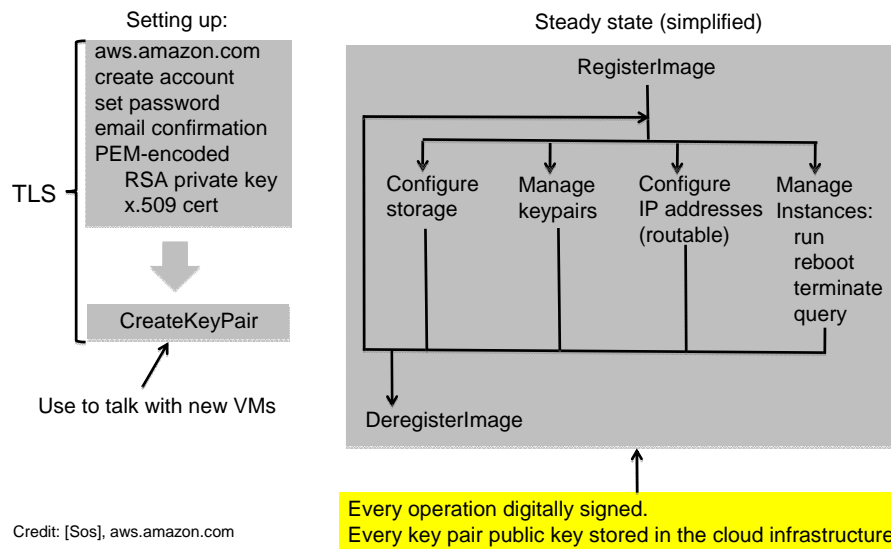 Setting up:
aws.amazon.com
create account
set password
email confirmation
PEM-encoded
RSA private key
x.509 cert
TLS
CreateKeyPair
Use to talk with new VMs
Steady state (simplified)
RegisterImage
Configure
storage
Manage
keypairs
Configure
IP addresses
(routable)
Manage
Instances:
run
reboot
terminate
query
DeregisterImage
Every operation digitally signed.
Every key pair public key stored in the cloud infrastructure
Credit: [Sos], aws.amazon.com